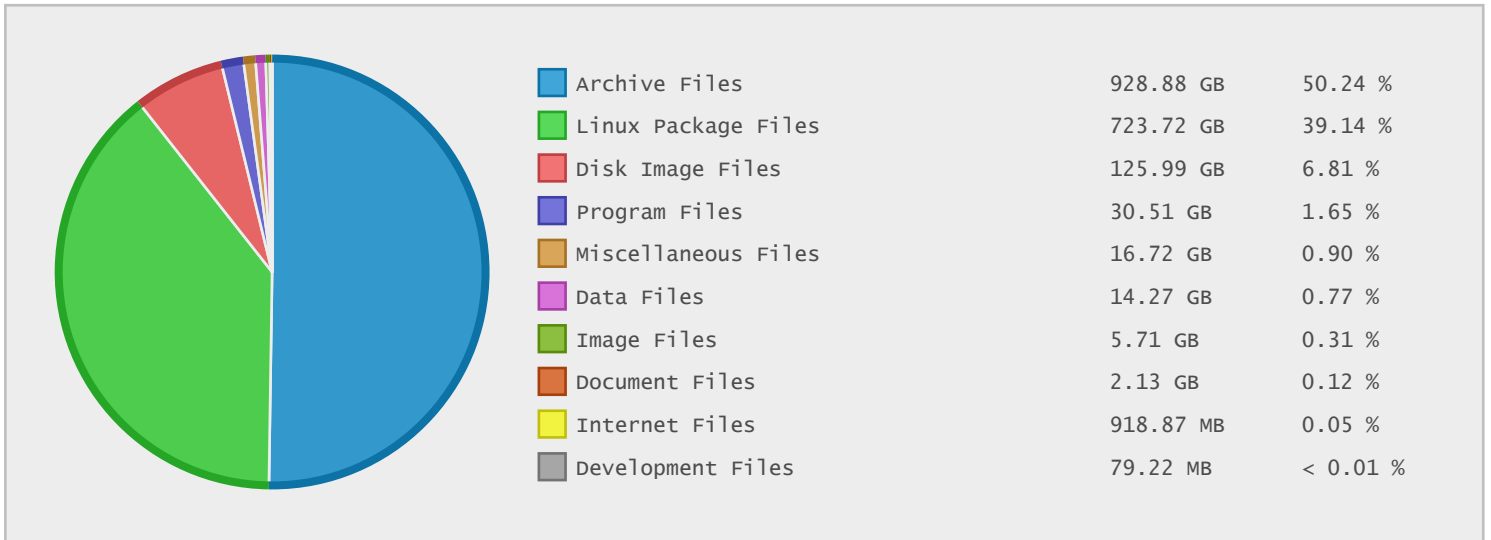 Archive Files 928.88 GB 50.24 %
Linux Package Files 723.72 GB 39.14 %
Disk Image Files 125.99 GB 6.81 %
Program Files 30.51 GB 1.65 %
Miscellaneous Files 16.72 GB 0.90 %
Data Files 14.27 GB 0.77 %
Image Files 5.71 GB 0.31 %
Document Files 2.13 GB 0.12 %
Internet Files 918.87 MB 0.05 %
Development Files 79.22 MB < 0.01 %